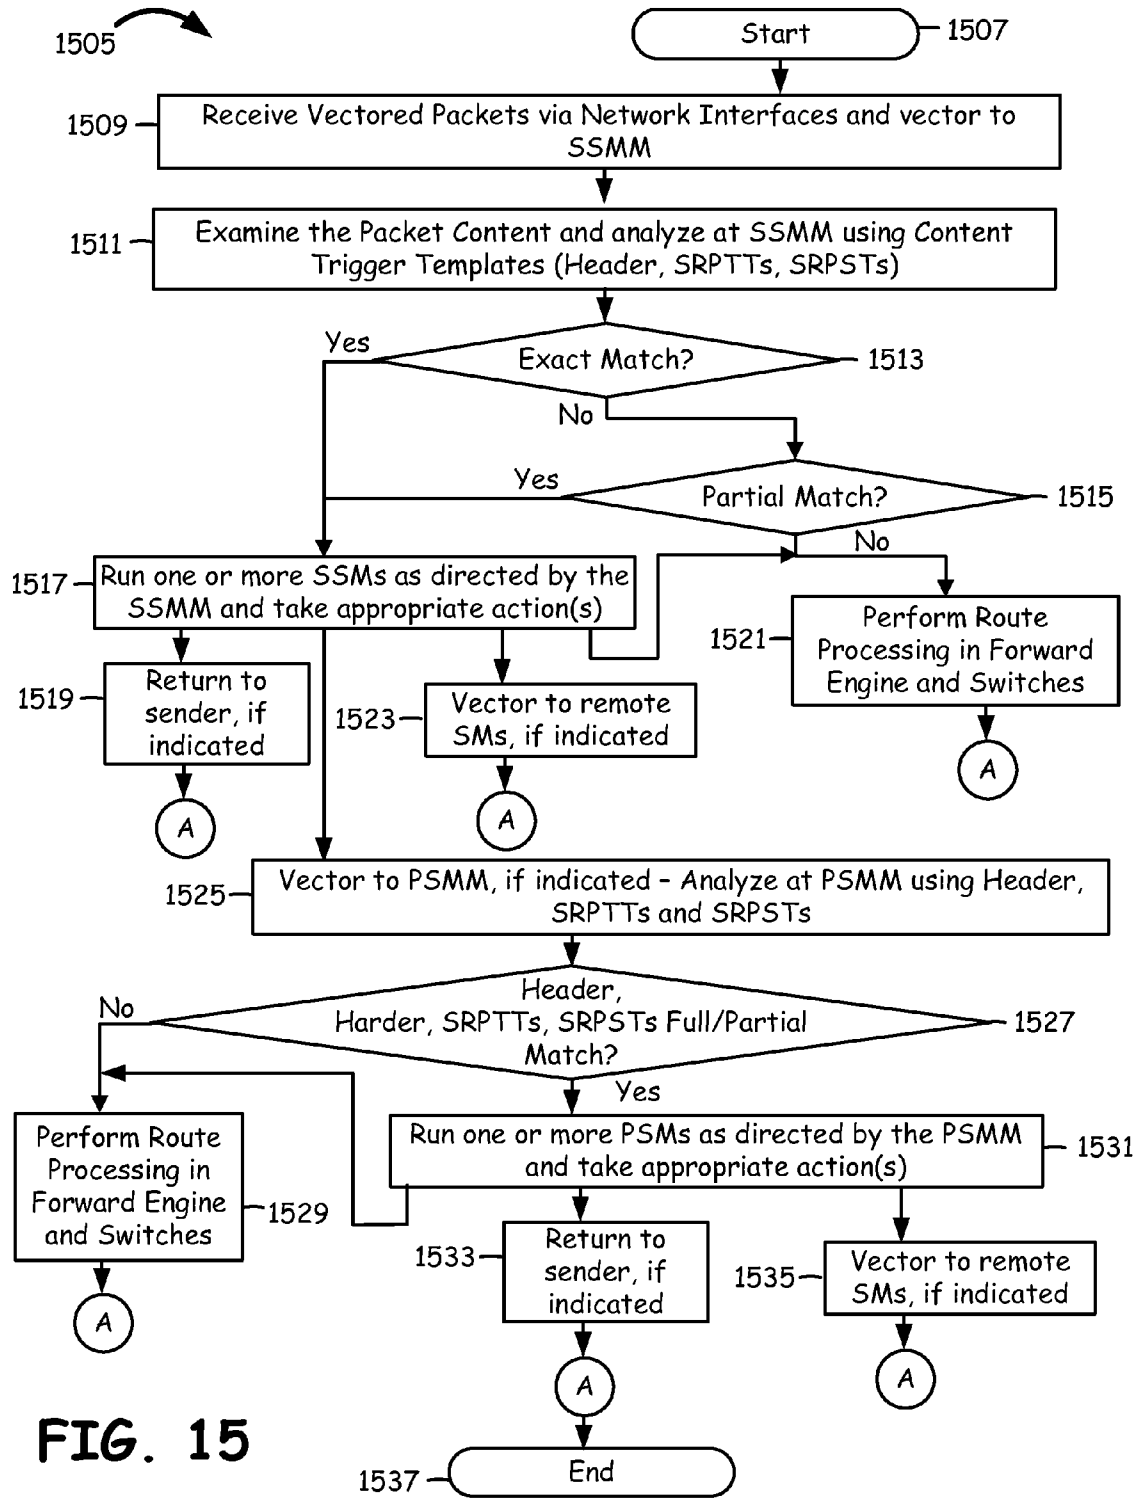 1505
Start
1507
1509
Receive Vectored Packets via Network Interfaces and vector to
SSMM
1511
Examine the Packet Content and analyze at SSMM using Content
Trigger Templates (Header, SRPTTs, SRPSTs)
Yes
Exact Match?
1513
No
Yes
Partial Match?
1515
No
1517
Run one or more SSMs as directed by the
SSMM and take appropriate action(s)
1521
Perform Route
Processing in Forward
Engine and Switches
1519
Return to
sender, if
indicated
1523
Vector to remote
SMs, if indicated
A
A
A
1525
Vector to PSMM, if indicated – Analyze at PSMM using Header,
SRPTTs and SRPSTs
No
Header,
Harder, SRPTTs, SRPSTs Full/Partial
Match?
1527
Yes
Perform Route
Processing in
Forward Engine
and Switches
1529
Run one or more PSMs as directed by the PSMM
and take appropriate action(s)
1531
1533
Return to
sender, if
indicated
1535
Vector to remote
SMs, if indicated
A
A
A
FIG. 15
1537
End